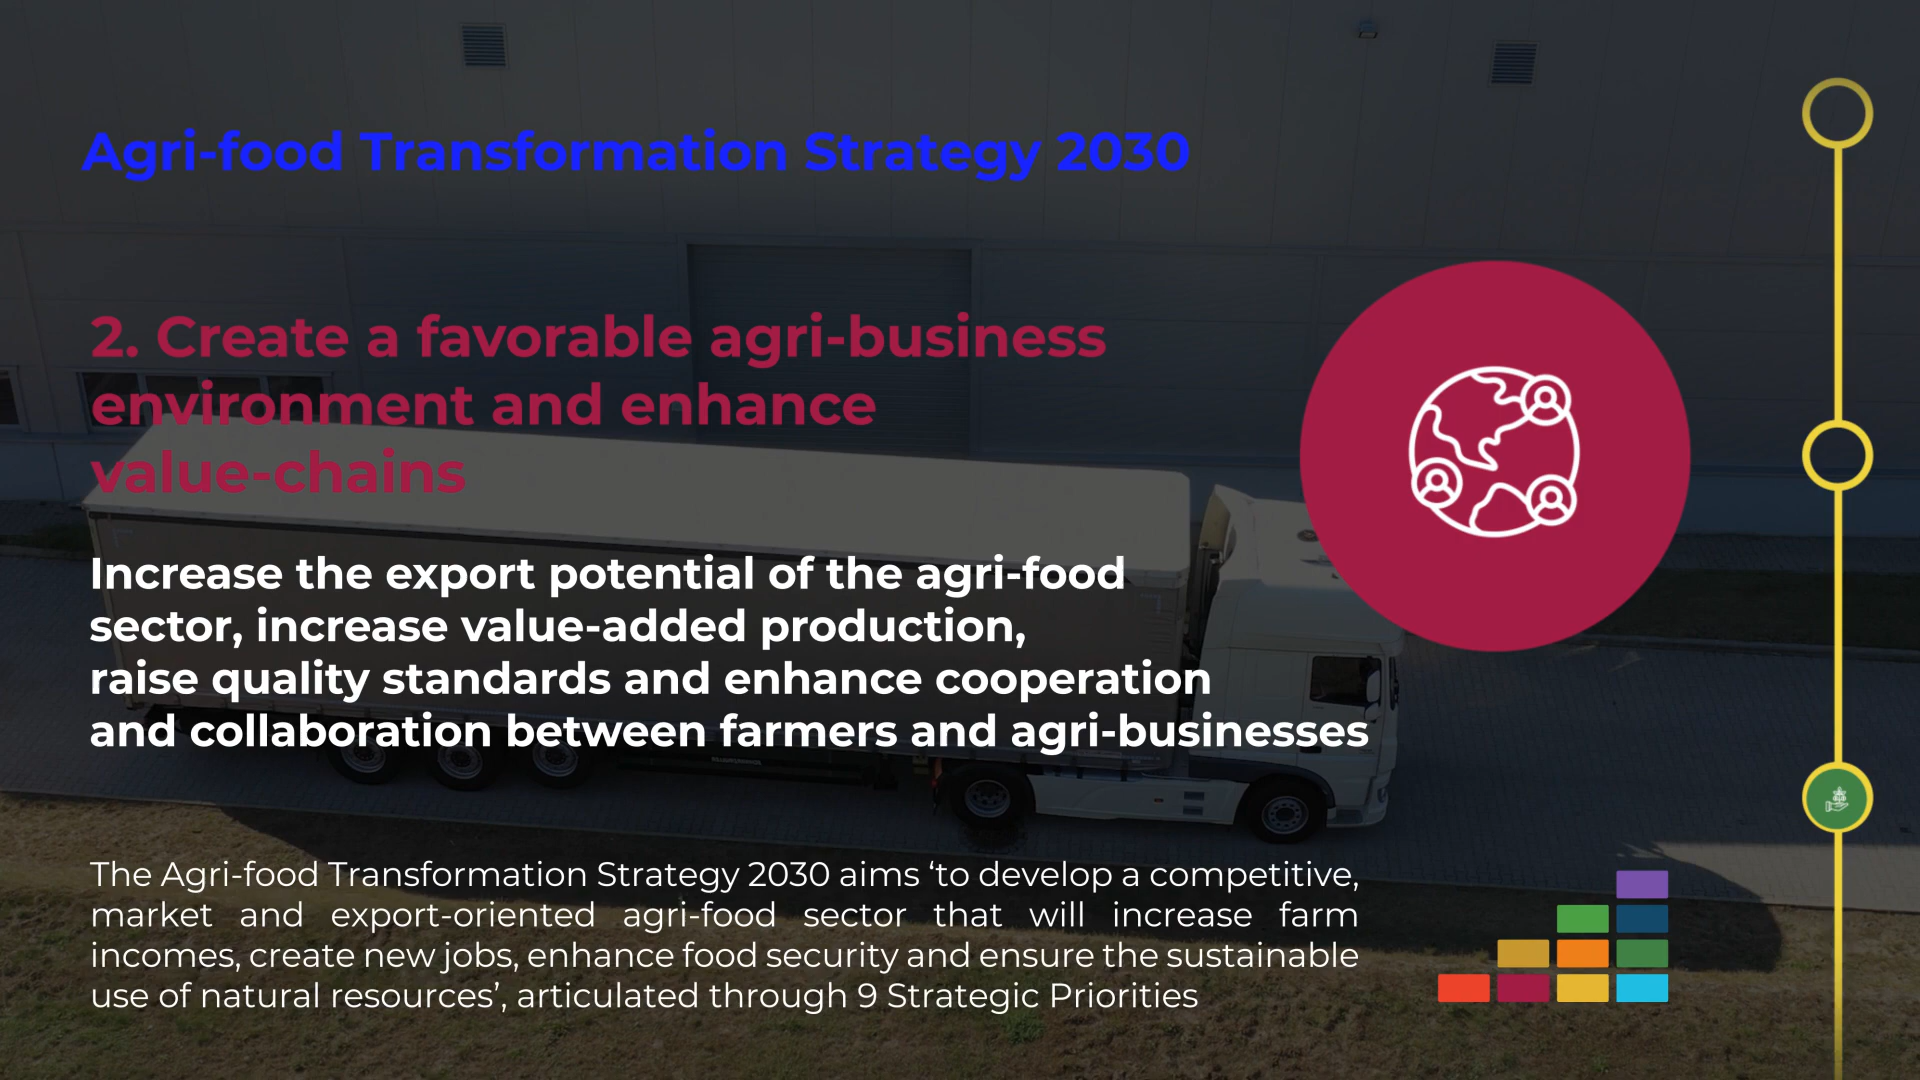 Agri-food Transformation Strategy 2030
2. Create a favorable agri-business
environment and enhance
value-chains
Increase the export potential of the agri-food
sector, increase value-added production,
raise quality standards and enhance cooperation
and collaboration between farmers and agri-businesses
The Agri-food Transformation Strategy 2030 aims ‘to develop a competitive,
market and export-oriented agri-food sector that will increase farm
incomes, create new jobs, enhance food security and ensure the sustainable
use of natural resources’, articulated through 9 Strategic Priorities